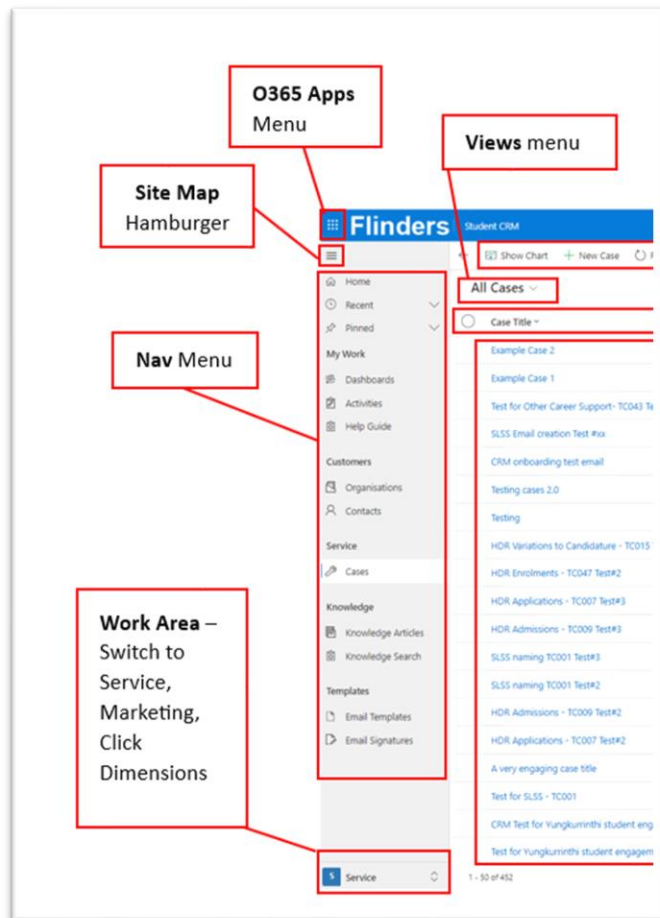 O365 Apps
Menu
Views menu
Site Map
Hamburger
Flinders
Student CRM
Show Chart
New Case
All Cases
Home
Recent
Pinned
Case Title
My Work
Nav Menu
Dashboards
Activities
Help Guide
Customers
Organisations
Contacts
Service
Cases
Knowledge
Knowledge Articles
Knowledge Search
Templates
Email Templates
Email Signatures
Example Case 2
Example Case 1
Test for Other Career Support- TC043 Te
SLSS Email creation Test #xx
CRM onboarding test email
Testing cases 2.0
Testing
HDR Variations to Candidature - TC015
HDR Enrolments - TC047 Test#2
HDR Applications - TC007 Test#3
HDR Admissions - TC009 Test#3
SLSS naming TC001 Test#3
SLSS naming TC001 Test#2
HDR Admissions - TC009 Test#2
HDR Applications - TC007 Test#2
A very engaging case title
Test for SLSS - TC001
CRM Test for Yungkurrinthi student eng
Test for Yungkurrinthi student engagem
Work Area –
Switch to
Service,
Marketing,
Click
Dimensions
S Service
1 - 50 of 452